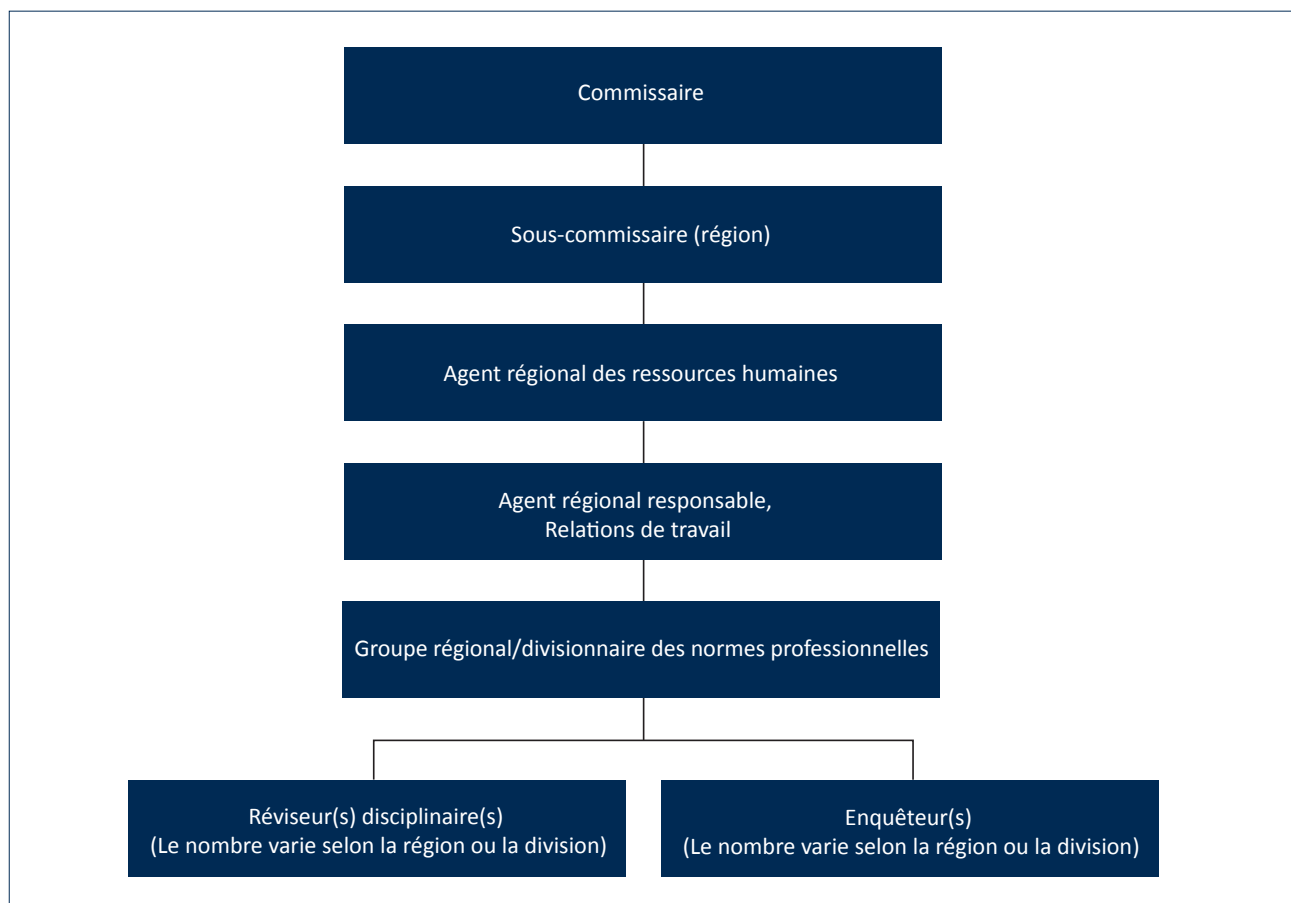 Commissaire
Sous-commissaire (région)
Agent régional des ressources humaines
Agent régional responsable,
Relations de travail
Groupe régional/divisionnaire des normes professionnelles
Réviseur(s) disciplinaire(s)
(Le nombre varie selon la région ou la division)
Enquêteur(s)
(Le nombre varie selon la région ou la division)